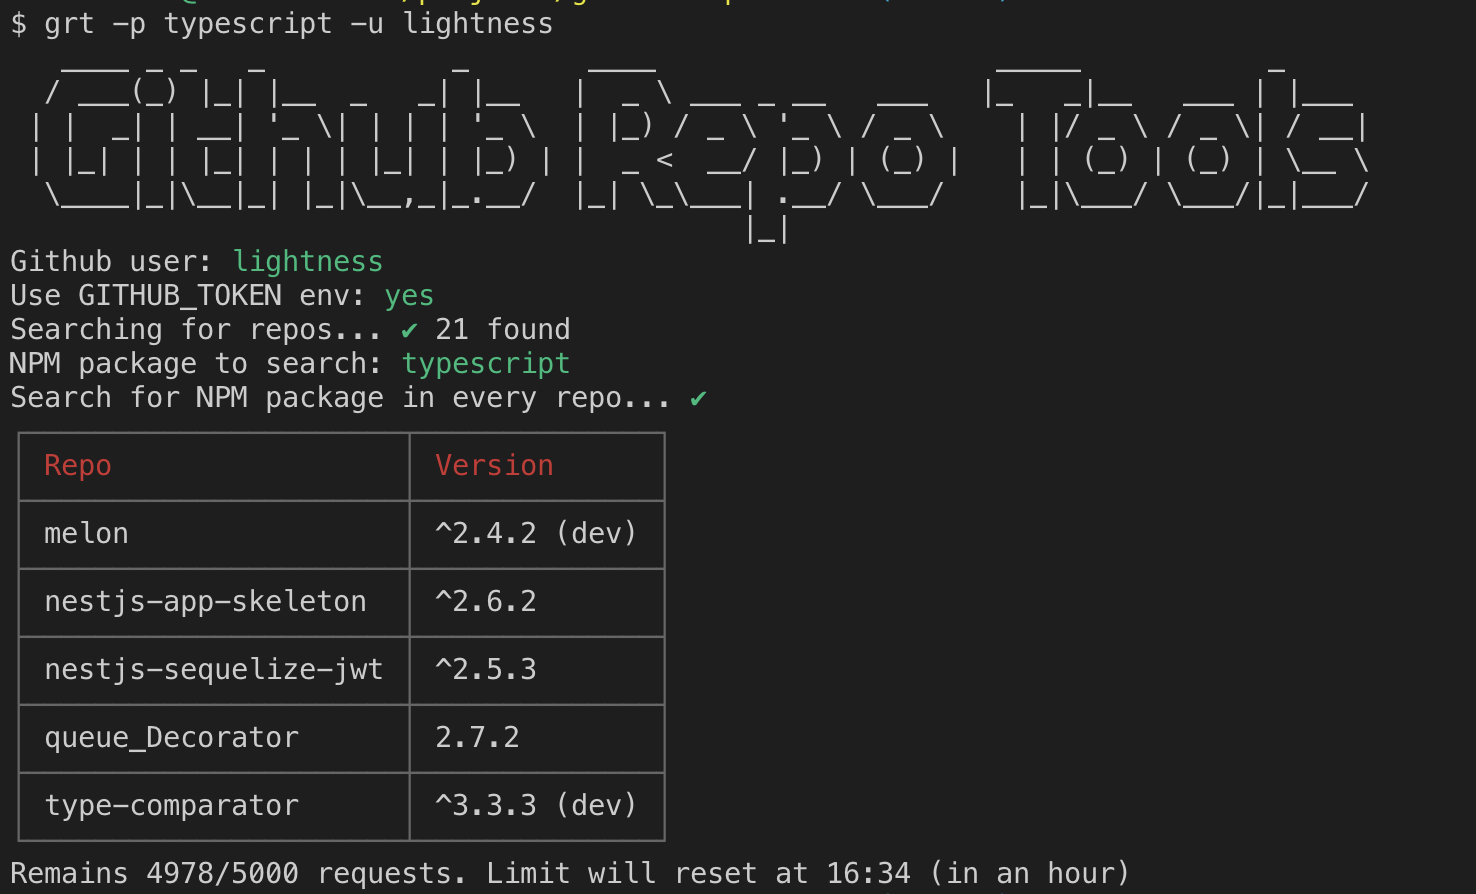 $ grt -p typescript -u lightness
Github Repo Tools
Github user: lightness
Use GITHUB_TOKEN env: yes
Searching for repos... ✔ 21 found
NPM package to search: typescript
Search for NPM package in every repo... ✔
Repo Version
melon ^2.4.2 (dev)
nestjs-app-skeleton ^2.6.2
nestjs-sequelize-jwt ^2.5.3
queue_Decorator 2.7.2
type-comparator ^3.3.3 (dev)
Remains 4978/5000 requests. Limit will reset at 16:34 (in an hour)